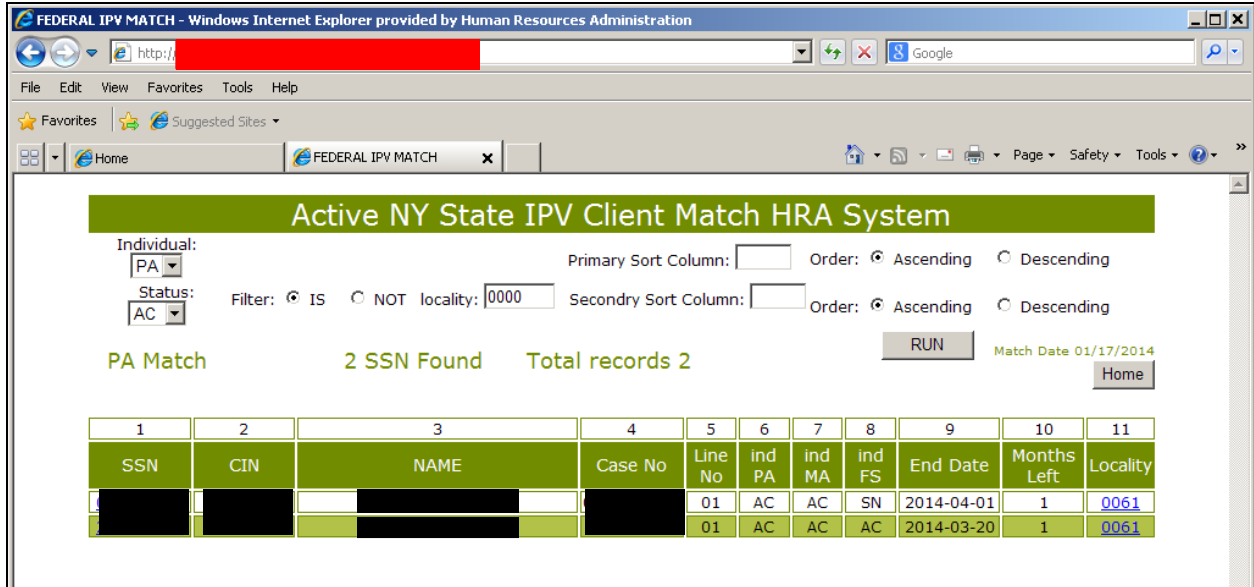 FEDERAL IPV MATCH - Windows Internet Explorer provided by Human Resources Administration
http:/
Google
File Edit View Favorites Tools Help
Favorites Suggested Sites
Home FEDERAL IPV MATCH x Page Safety Tools »
Active NY State IPV Client Match HRA System
Individual:
PA
Primary Sort Column: Order: Ascending Descending
Status:
AC
Filter: IS NOT locality: 0000 Secondry Sort Column: Order: Ascending Descending
RUN
PA Match 2 SSN Found Total records 2
Match Date 01/17/2014
Home
1 2 3 4 5 6 7 8 9 10 11
SSN CIN NAME Case No Line No ind PA ind MA ind FS End Date Months Left Locality
01 AC AC SN 2014-04-01 1 0061
01 AC AC AC 2014-03-20 1 0061